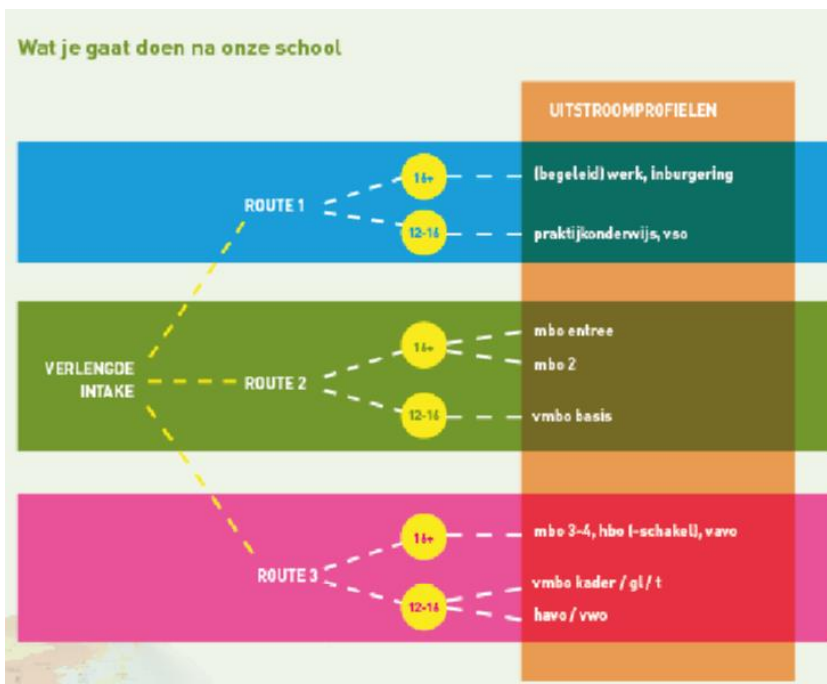 Wat je gaat doen na onze school
UITSTROOMPROFIELEN
ROUTE 1
16+
(begeleid) werk, inburgering
12-16
praktijkonderwijs, vso
VERLENGDE
INTAKE
ROUTE 2
16+
mbo entree
mbo 2
12-16
vmbo basis
ROUTE 3
16+
mbo 3-4, hbo (-schakel), vavo
12-16
vmbo kader / gl / t
havo / vwo